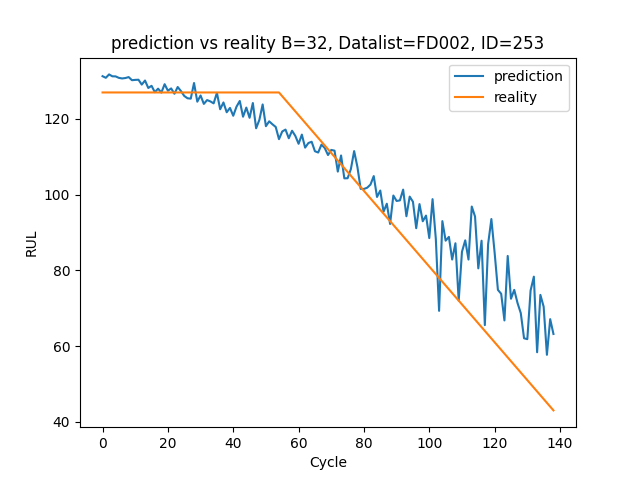 prediction vs reality B=32, Datalist=FD002, ID=253
prediction
reality
RUL
120
100
80
60
40
0 20 40 60 80 100 120 140
Cycle